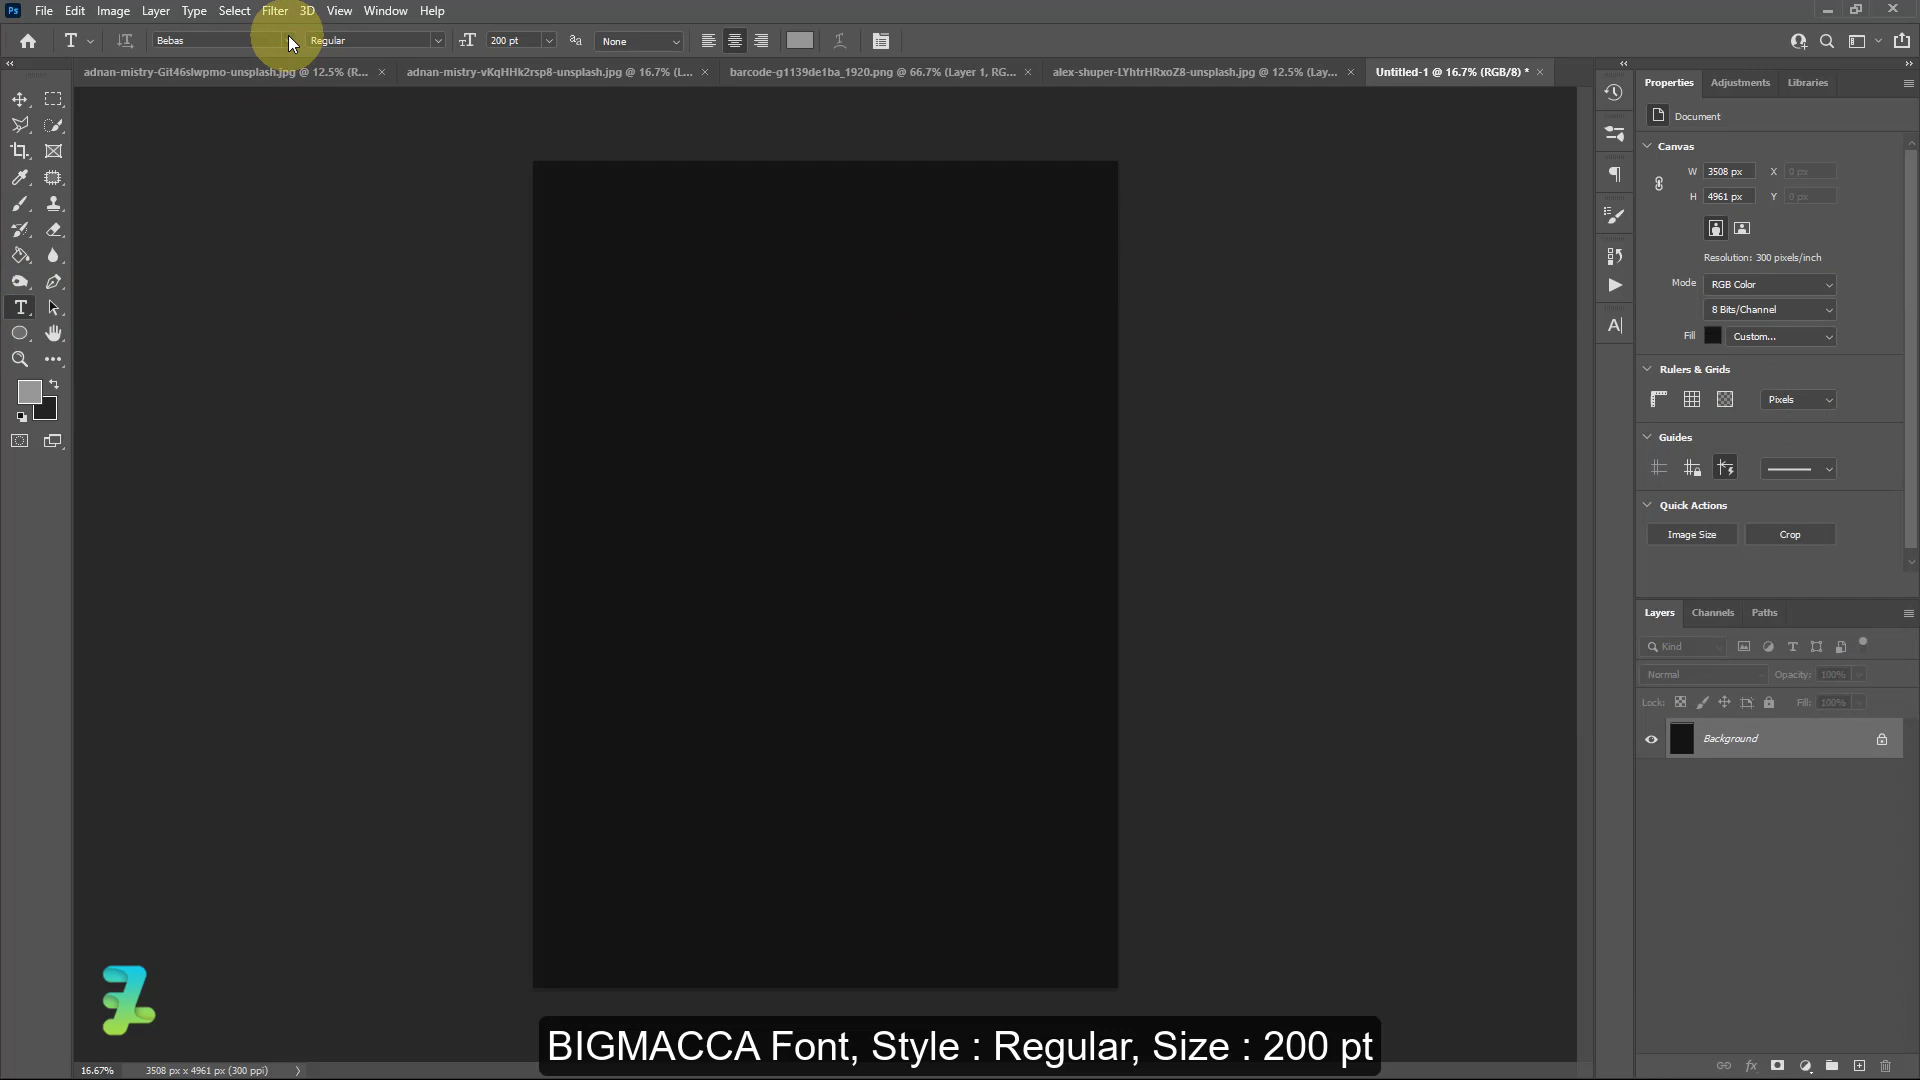 Ps File Edit Image Layer Type Select Filter 3D View Window Help
T Bebas Regular 200 pt None
adnan-mistry-Git46slwpmo-unsplash.jpg @ 12.5% (R... × adnan-mistry-vKqHHk2rsp8-unsplash.jpg @ 16.7% (L... × barcode-g1139de1ba_1920.png @ 66.7% (Layer 1, RG... × alex-shuper-LYhtrHRxoZ8-unsplash.jpg @ 12.5% (Lay... × Untitled-1 @ 16.7% (RGB/8) * ×
Properties Adjustments Libraries
Document
Canvas
W 3508 px X 0 px
H 4961 px Y 0 px
Resolution: 300 pixels/inch
Mode RGB Color
8 Bits/Channel
Fill Custom...
Rulers & Grids
Pixels
Guides
Quick Actions
Image Size Crop
Layers Channels Paths
Kind
Normal Opacity: 100%
Lock: Fill: 100%
Background
BIGMACCA Font, Style : Regular, Size : 200 pt
16.67% 3508 px x 4961 px (300 ppi)